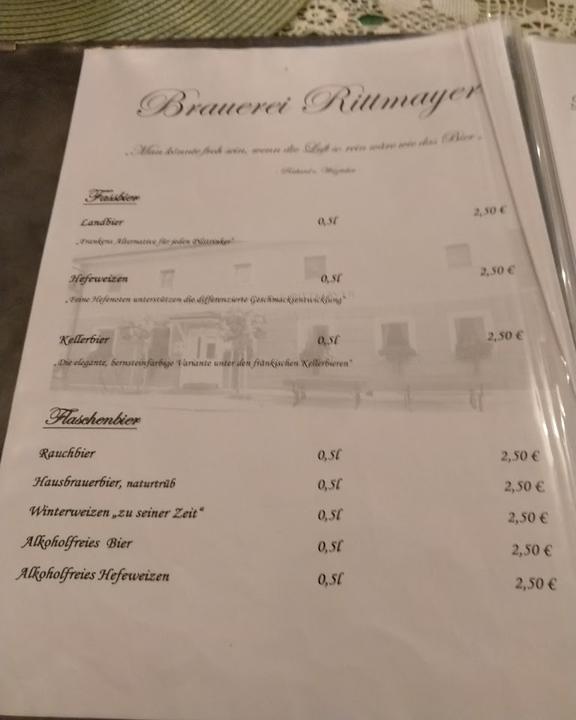 Brauerei Rittmayer
„Man könnte froh sein, wenn die Luft so rein wäre wie das Bier„
Richard v.
Fassbier
Landbier 0,5l 2,50 €
„Frankens Alternative für jeden Pilstrinker“
Hefeweizen 0,5l 2,50 €
„Feine Hefenoten unterstützen die differenzierte Geschmacksentwicklung“
Kellerbier 0,5l 2,50 €
„Die elegante, bernsteinfarbige Variante unter den fränkischen Kellerbieren“
Flaschenbier
Rauchbier 0,5l 2,50 €
Hausbrauerbier, naturtrüb 0,5l 2,50 €
Winterweizen „zu seiner Zeit“ 0,5l 2,50 €
Alkoholfreies Bier 0,5l 2,50 €
Alkoholfreies Hefeweizen 0,5l 2,50 €